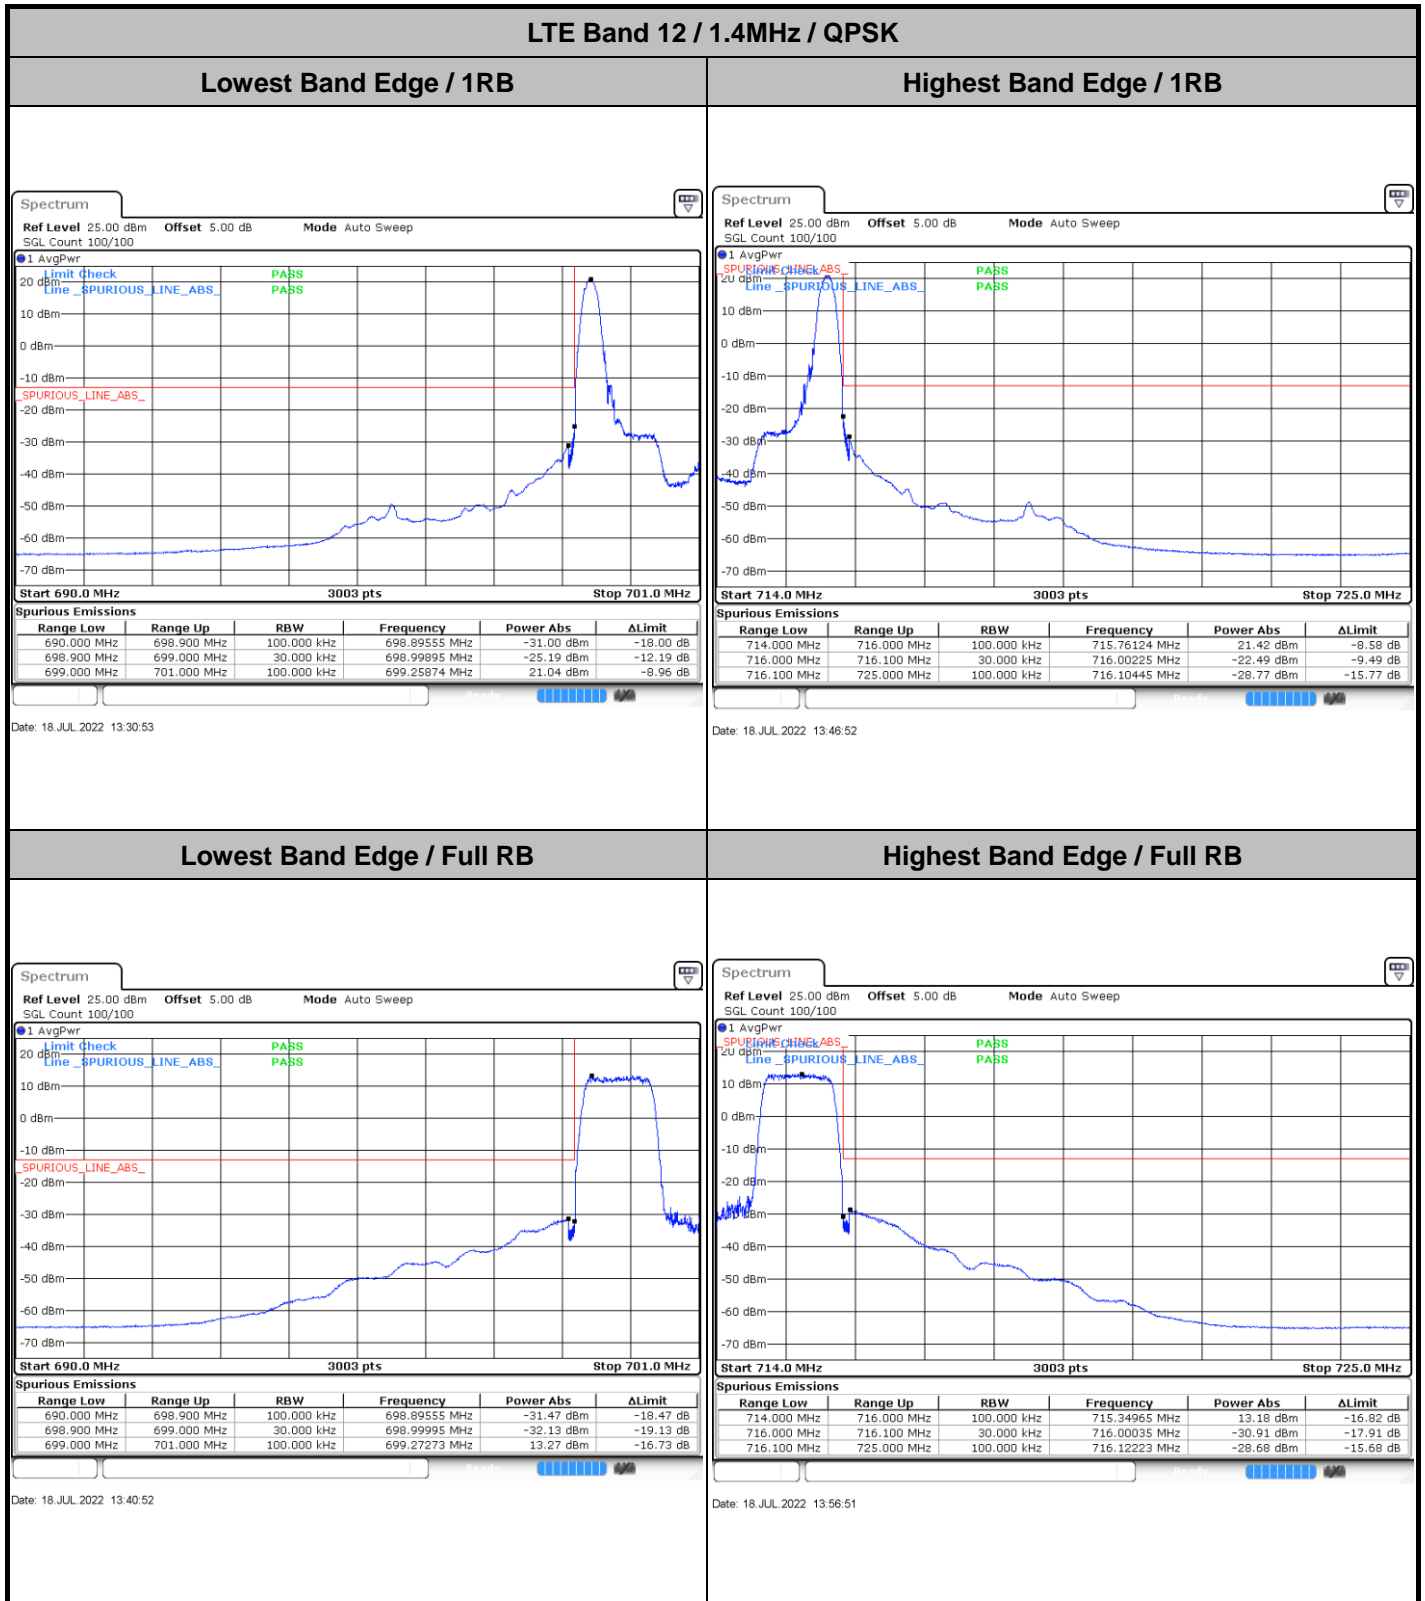 LTE Band 12 / 1.4MHz / QPSK
Lowest Band Edge / 1RB
Highest Band Edge / 1RB
Spectrum
Ref Level 25.00 dBm Offset 5.00 dB Mode Auto Sweep
SGL Count 100/100
1 AvgPwr
Limit Check PASS
Line _SPURIOUS_LINE_ABS_ PASS
20 dBm
10 dBm
0 dBm
-10 dBm
_SPURIOUS_LINE_ABS_
-20 dBm
-30 dBm
-40 dBm
-50 dBm
-60 dBm
-70 dBm
Start 690.0 MHz 3003 pts Stop 701.0 MHz
Spurious Emissions
Range Low Range Up RBW Frequency Power Abs ΔLimit
690.000 MHz 698.900 MHz 100.000 kHz 698.89555 MHz -31.00 dBm -18.00 dB
698.900 MHz 699.000 MHz 30.000 kHz 698.99895 MHz -25.19 dBm -12.19 dB
699.000 MHz 701.000 MHz 100.000 kHz 699.25874 MHz 21.04 dBm -8.96 dB
Ready
Date: 18.JUL.2022 13:30:53
Spectrum
Ref Level 25.00 dBm Offset 5.00 dB Mode Auto Sweep
SGL Count 100/100
1 AvgPwr
_SPURIOUS_LINE_ABS_
Limit Check PASS
20 dBm
Line _SPURIOUS_LINE_ABS_ PASS
10 dBm
0 dBm
-10 dBm
-20 dBm
-30 dBm
-40 dBm
-50 dBm
-60 dBm
-70 dBm
Start 714.0 MHz 3003 pts Stop 725.0 MHz
Spurious Emissions
Range Low Range Up RBW Frequency Power Abs ΔLimit
714.000 MHz 716.000 MHz 100.000 kHz 715.76124 MHz 21.42 dBm -8.58 dB
716.000 MHz 716.100 MHz 30.000 kHz 716.00225 MHz -22.49 dBm -9.49 dB
716.100 MHz 725.000 MHz 100.000 kHz 716.10445 MHz -28.77 dBm -15.77 dB
Ready
Date: 18.JUL.2022 13:46:52
Lowest Band Edge / Full RB
Highest Band Edge / Full RB
Spectrum
Ref Level 25.00 dBm Offset 5.00 dB Mode Auto Sweep
SGL Count 100/100
1 AvgPwr
Limit Check PASS
20 dBm
Line _SPURIOUS_LINE_ABS_ PASS
10 dBm
0 dBm
-10 dBm
_SPURIOUS_LINE_ABS_
-20 dBm
-30 dBm
-40 dBm
-50 dBm
-60 dBm
-70 dBm
Start 690.0 MHz 3003 pts Stop 701.0 MHz
Spurious Emissions
Range Low Range Up RBW Frequency Power Abs ΔLimit
690.000 MHz 698.900 MHz 100.000 kHz 698.89555 MHz -31.47 dBm -18.47 dB
698.900 MHz 699.000 MHz 30.000 kHz 698.99995 MHz -32.13 dBm -19.13 dB
699.000 MHz 701.000 MHz 100.000 kHz 699.27273 MHz 13.27 dBm -16.73 dB
Ready
Date: 18.JUL.2022 13:40:52
Spectrum
Ref Level 25.00 dBm Offset 5.00 dB Mode Auto Sweep
SGL Count 100/100
1 AvgPwr
_SPURIOUS_LINE_ABS_
Limit Check PASS
20 dBm
Line _SPURIOUS_LINE_ABS_ PASS
10 dBm
0 dBm
-10 dBm
-20 dBm
-30 dBm
-40 dBm
-50 dBm
-60 dBm
-70 dBm
Start 714.0 MHz 3003 pts Stop 725.0 MHz
Spurious Emissions
Range Low Range Up RBW Frequency Power Abs ΔLimit
714.000 MHz 716.000 MHz 100.000 kHz 715.34965 MHz 13.18 dBm -16.82 dB
716.000 MHz 716.100 MHz 30.000 kHz 716.00035 MHz -30.91 dBm -17.91 dB
716.100 MHz 725.000 MHz 100.000 kHz 716.12223 MHz -28.68 dBm -15.68 dB
Ready
Date: 18.JUL.2022 13:56:51